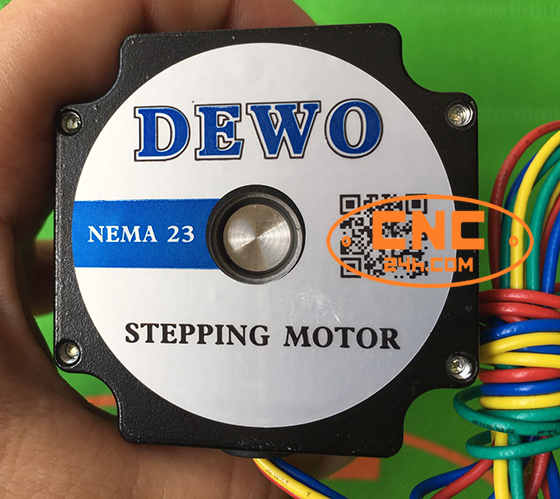 DEWO
NEMA 23
CNC
24H.COM
STEPPING MOTOR